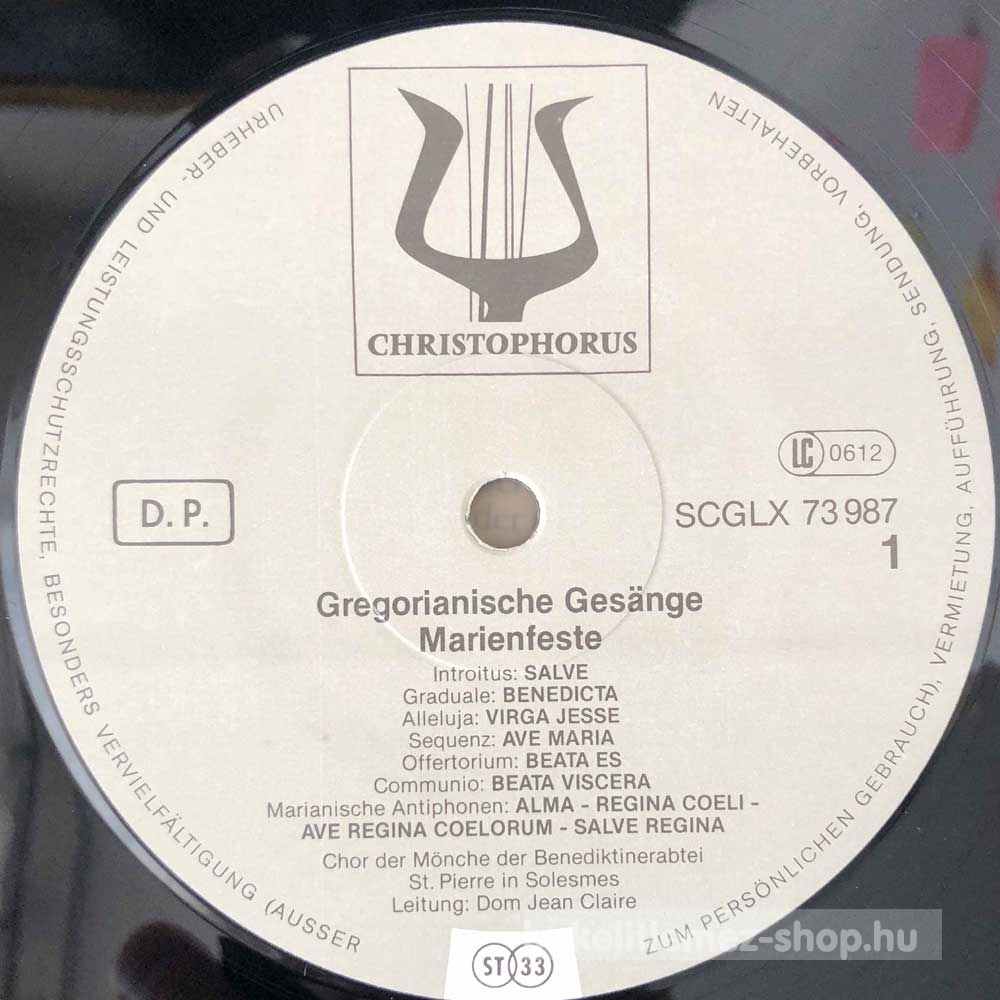 CHRISTOPHORUS
URHEBER- UND LEISTUNGSSCHUTZRECHTE, BESONDERS VERVIELFÄLTIGUNG (AUSSER ZUM PERSÖNLICHEN GEBRAUCH), VERMIETUNG, AUFFÜHRUNG, SENDUNG, VORBEHALTEN
LC 0612
D. P.
SCGLX 73 987
1
Gregorianische Gesänge
Marienfeste
Introitus: SALVE
Graduale: BENEDICTA
Alleluja: VIRGA JESSE
Sequenz: AVE MARIA
Offertorium: BEATA ES
Communio: BEATA VISCERA
Marianische Antiphonen: ALMA - REGINA COELI -
AVE REGINA COELORUM - SALVE REGINA
Chor der Mönche der Benediktinerabtei
St. Pierre in Solesmes
Leitung: Dom Jean Claire
ST 33